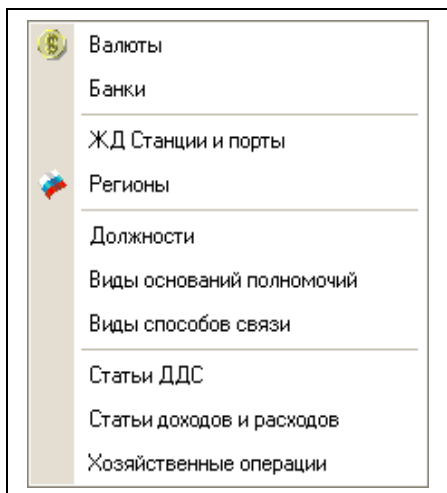 Валюты
Банки
ЖД Станции и порты
Регионы
Должности
Виды оснований полномочий
Виды способов связи
Статьи ДДС
Статьи доходов и расходов
Хозяйственные операции